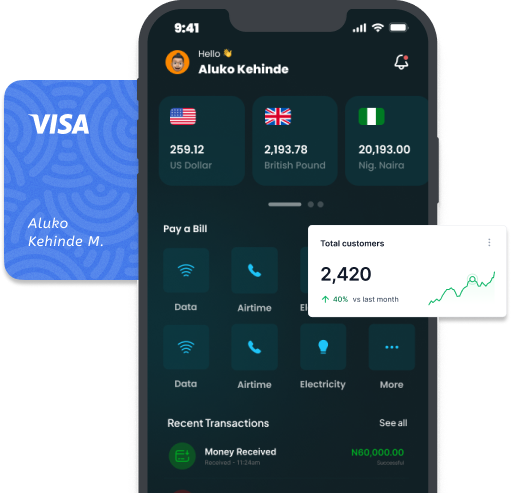 9:41
Hello 👋
Aluko Kehinde
VISA
Aluko
Kehinde M.
259.12
US Dollar
2,193.78
British Pound
20,193.00
Nig. Naira
Pay a Bill
Total customers
2,420
40% vs last month
Data
Airtime
El
Data
Airtime
Electricity
More
Recent Transactions
See all
Money Received
Received - 11:24am
N60,000.00
Successful